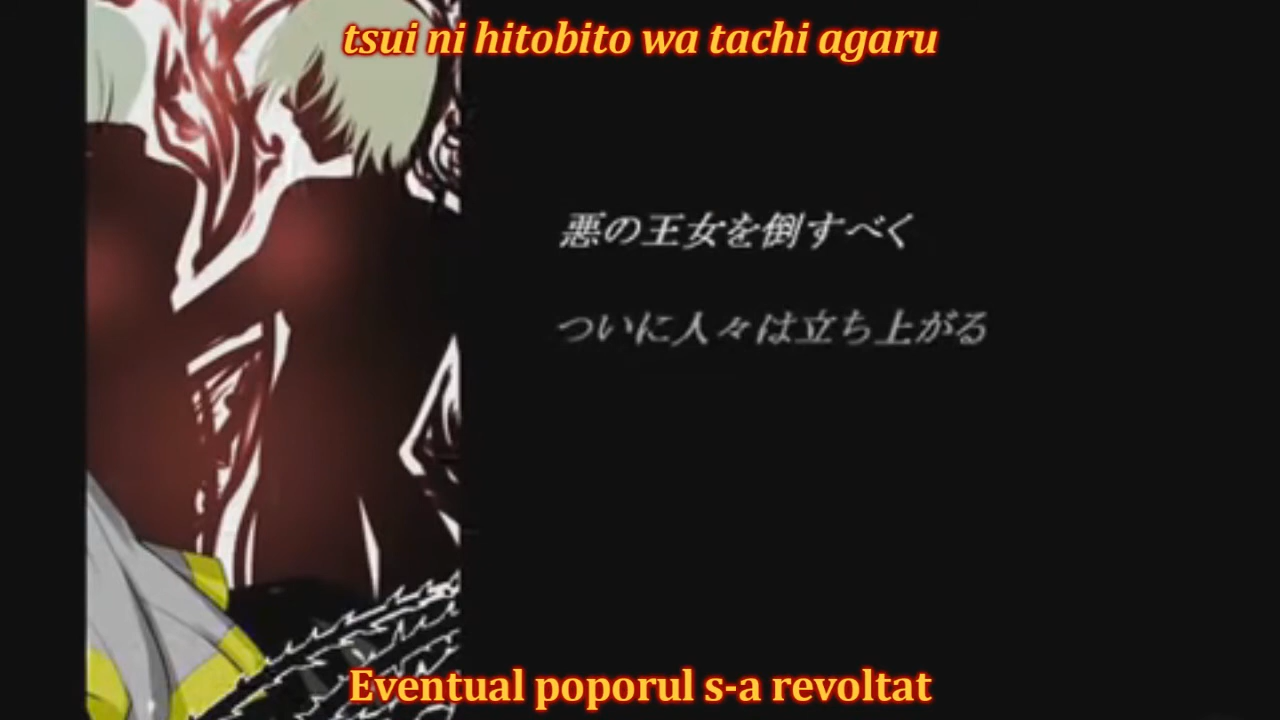 tsui ni hitobito wa tachi agaru
悪の王女を倒すべく
ついに人々は立ち上がる
Eventual poporul s-a revoltat